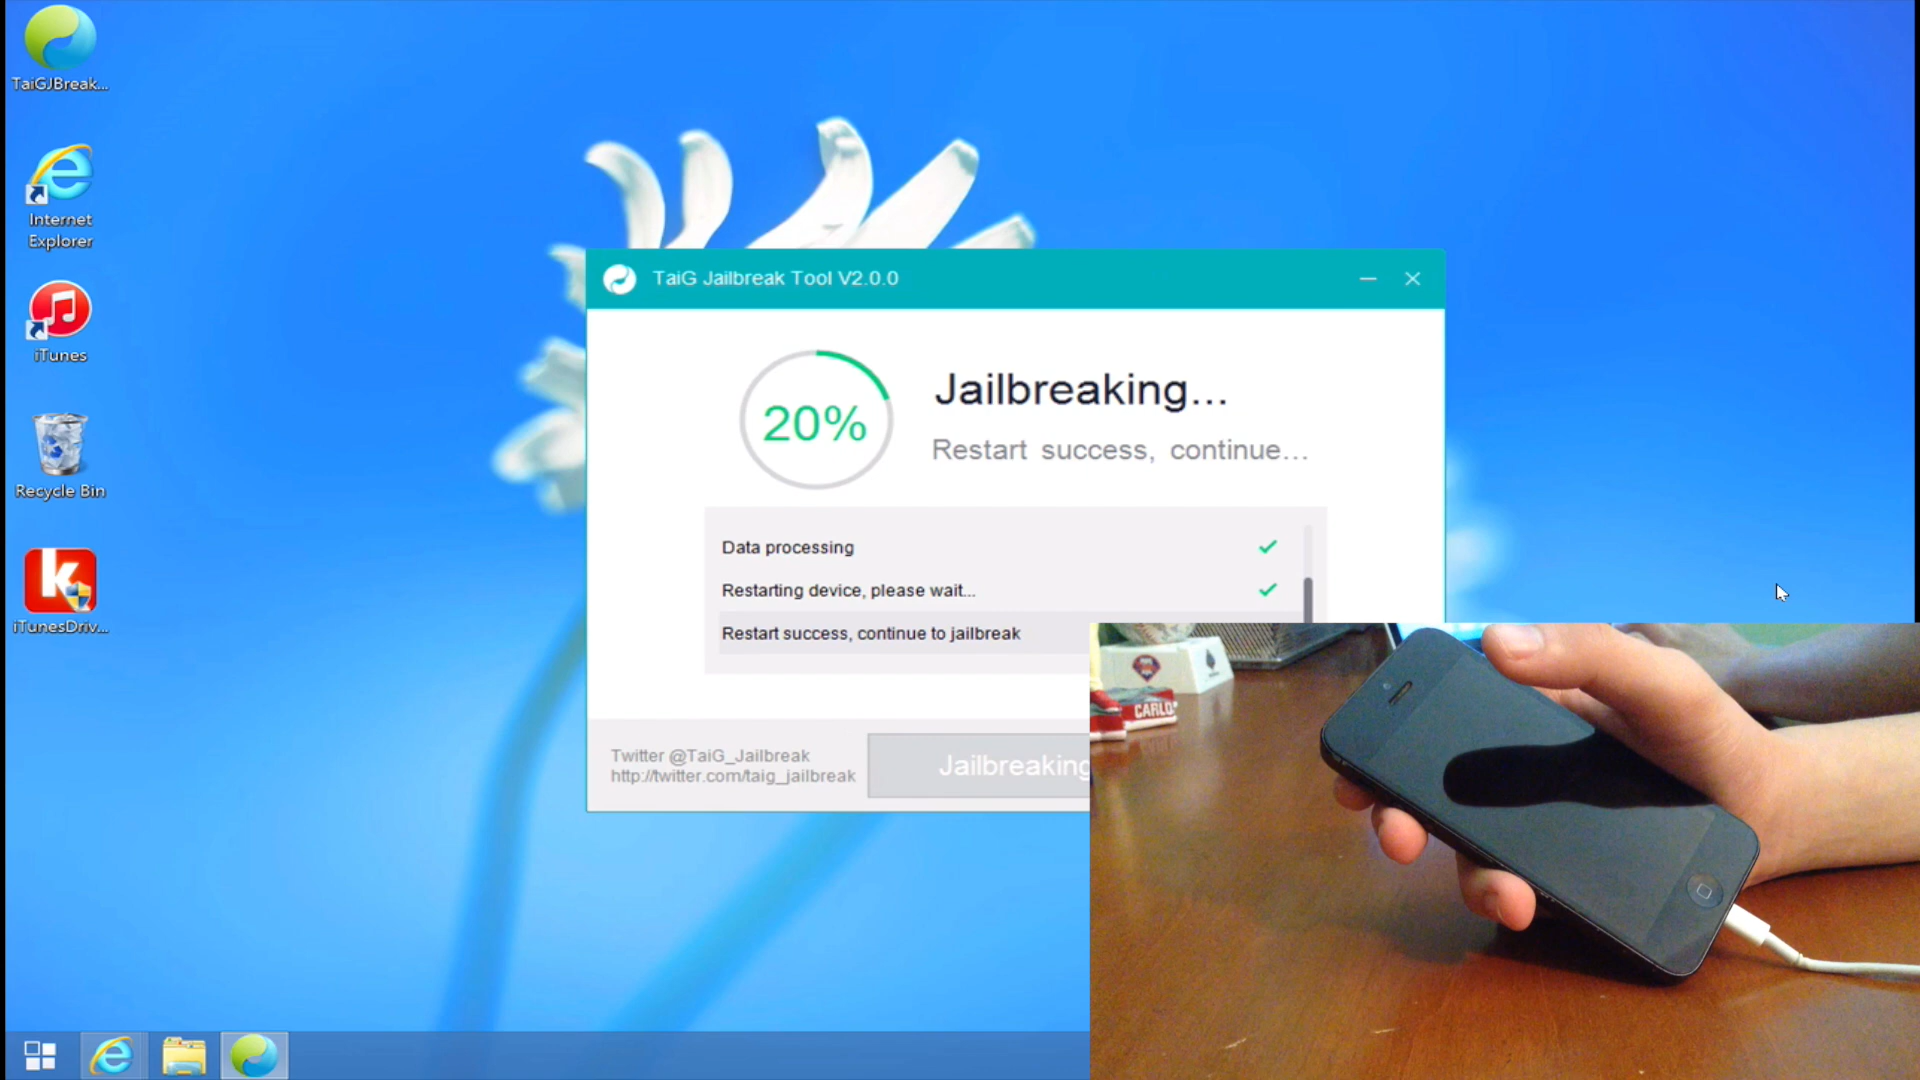 TaiGJBreak...
Internet
Explorer
iTunes
Recycle Bin
iTunesDriv...
TaiG Jailbreak Tool V2.0.0
20%
Jailbreaking...
Restart success, continue...
Data processing
Restarting device, please wait...
Restart success, continue to jailbreak
Twitter @TaiG_Jailbreak
http://twitter.com/taig_jailbreak
Jailbreaking
CARLO